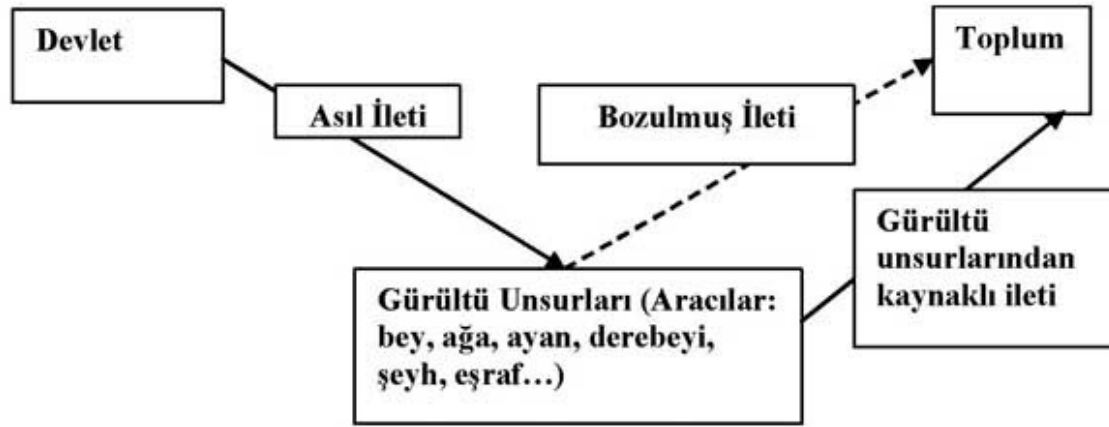 Devlet
Toplum
Asıl İleti
Bozulmuş İleti
Gürültü
unsurlarından
kaynaklı ileti
Gürültü Unsurları (Aracılar:
bey, ağa, ayan, derebeyi,
şeyh, eşraf…)